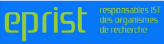 eprist
responsables IST
des organismes
de recherche